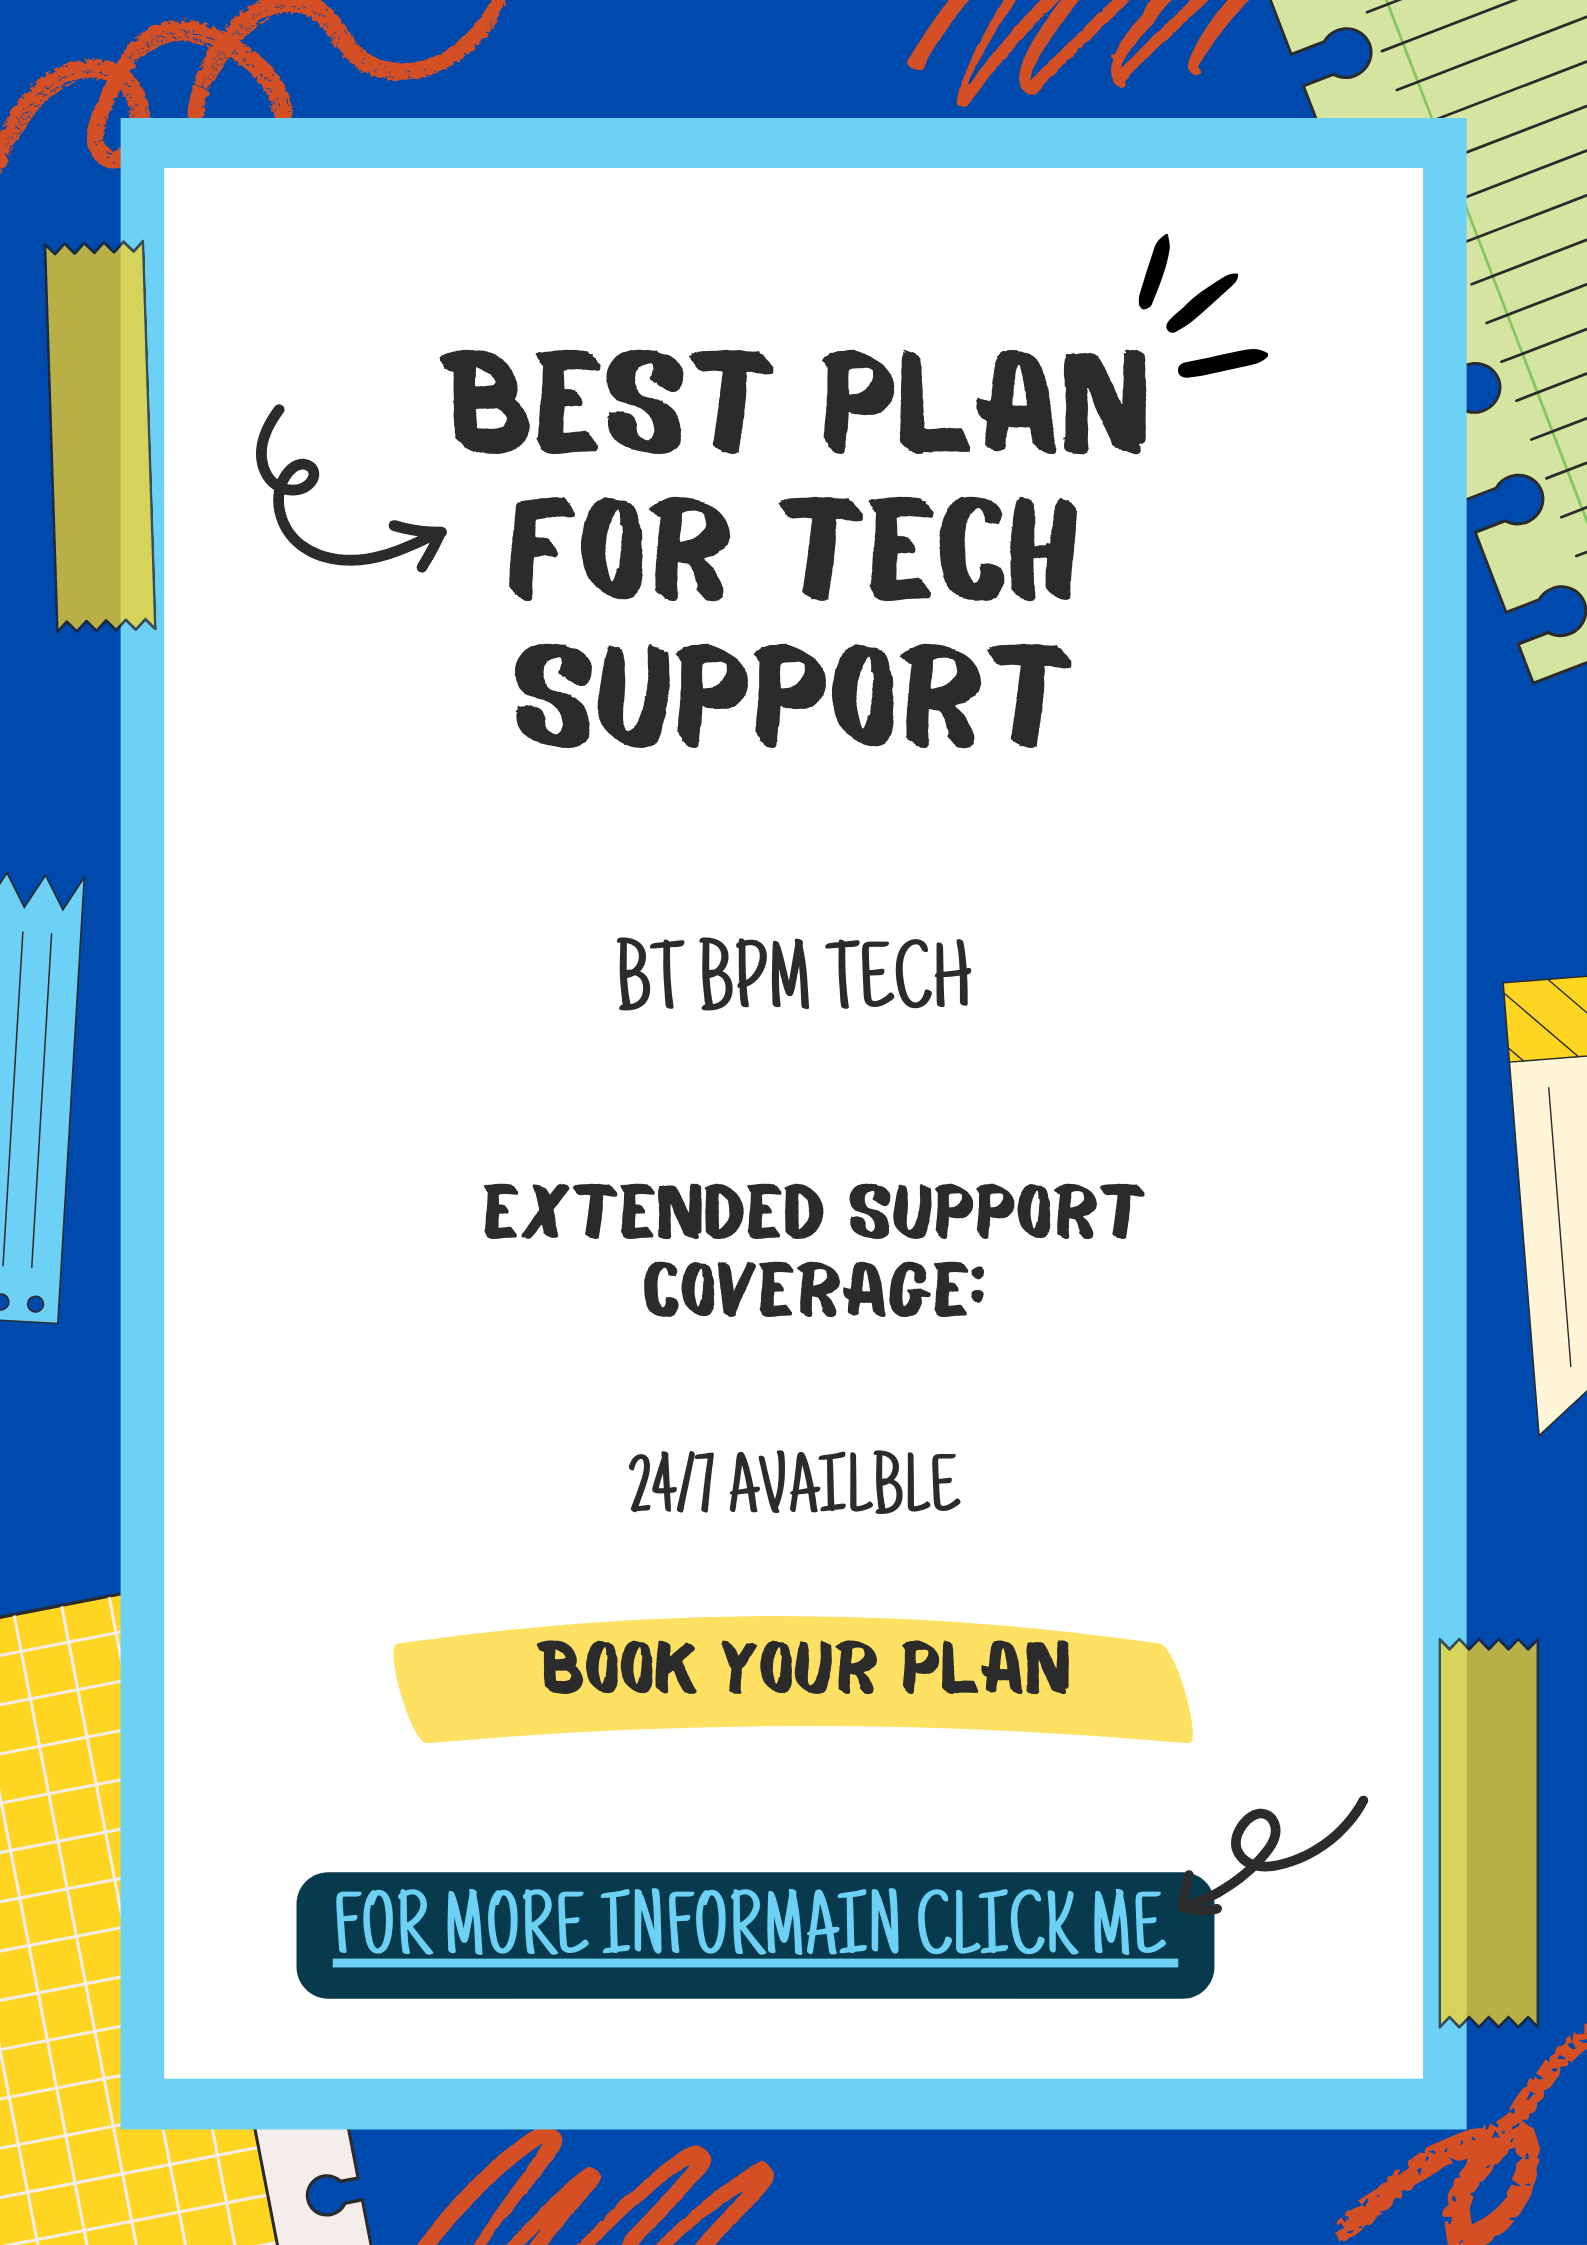 BEST PLAN
FOR TECH
SUPPORT
BT BPM TECH
EXTENDED SUPPORT
COVERAGE:
24/7 AVAILBLE
BOOK YOUR PLAN
FOR MORE INFORMAIN CLICK ME